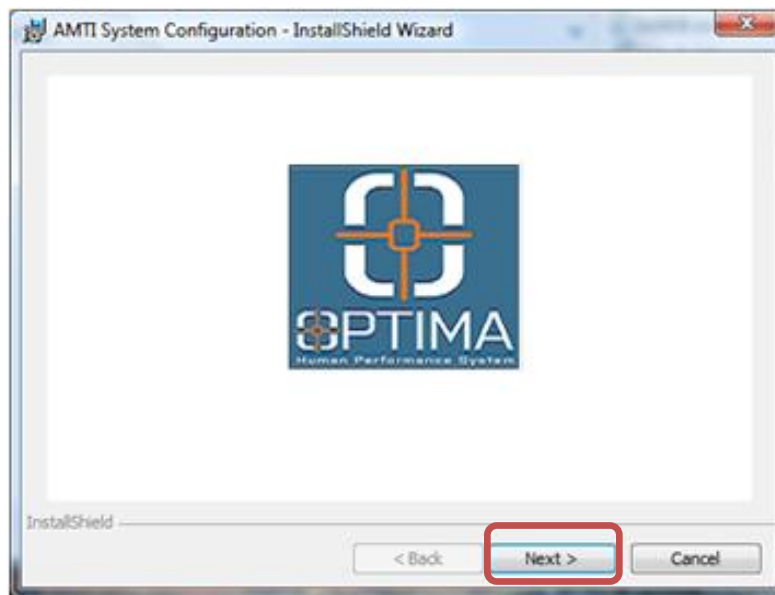 AMTI System Configuration - InstallShield Wizard
OPTIMA
Human Performance System
InstallShield
< Back
Next >
Cancel